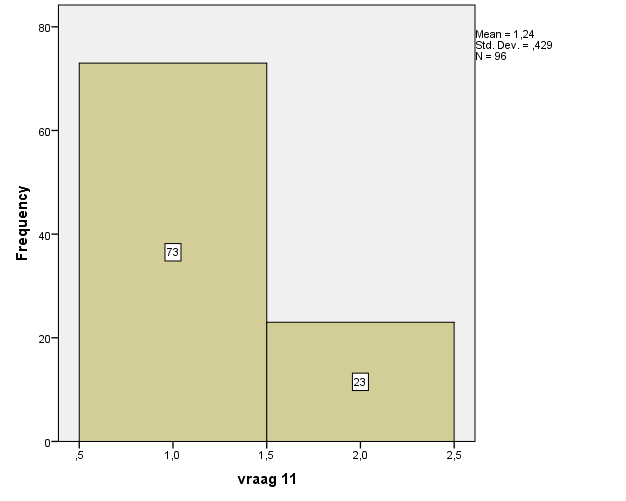 Mean = 1,24
Std. Dev. = ,429
N = 96
80
60
40
20
0
Frequency
73
23
,5
1,0
1,5
2,0
2,5
vraag 11